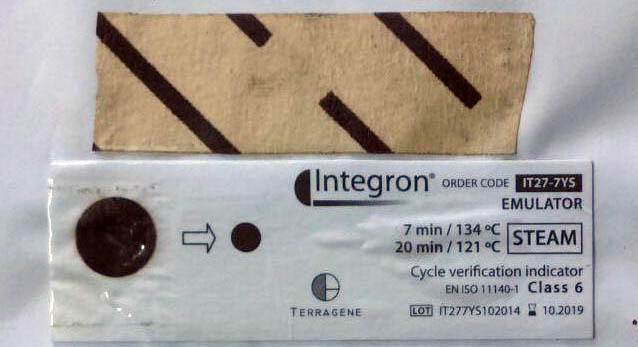 Integron® ORDER CODE IT27-7YS
EMULATOR
7 min / 134 ºC
20 min / 121 ºC
STEAM
Cycle verification indicator
EN ISO 11140-1 Class 6
TERRAGENE
LOT IT277YS102014 10.2019